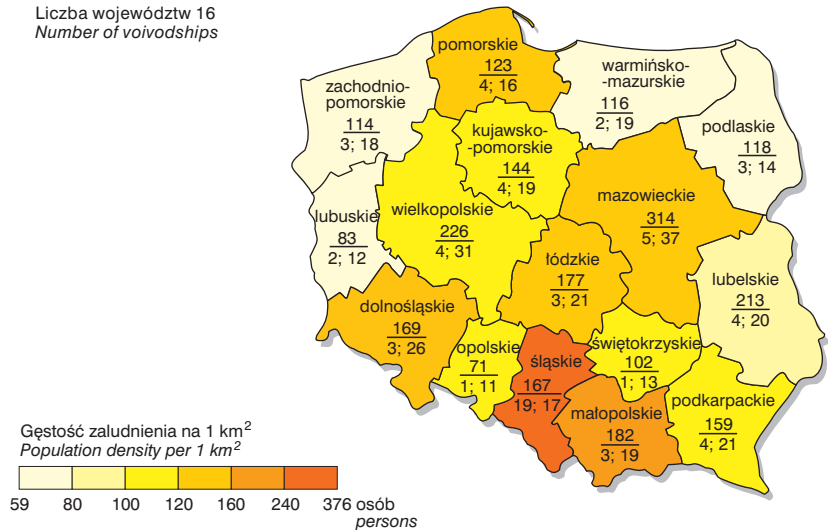 Liczba województw 16
Number of voivodships
pomorskie
123
4; 16
warmińsko-
-mazurskie
116
2; 19
zachodnio-
pomorskie
114
3; 18
podlaskie
118
3; 14
kujawsko-
-pomorskie
144
4; 19
mazowieckie
314
5; 37
lubuskie
83
2; 12
wielkopolskie
226
4; 31
łódzkie
177
3; 21
lubelskie
213
4; 20
dolnośląskie
169
3; 26
opolskie
71
1; 11
śląskie
167
19; 17
świętokrzyskie
102
1; 13
małopolskie
182
3; 19
podkarpackie
159
4; 21
Gęstość zaludnienia na 1 km²
Population density per 1 km²
59 80 100 120 160 240 376 osób
persons